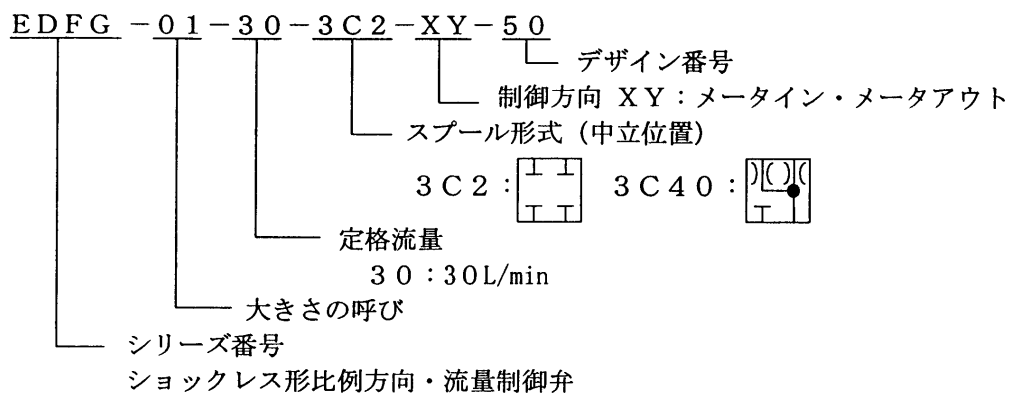 ＥＤＦＧ－０１－３０－３Ｃ２－ＸＹ－５０
デザイン番号
制御方向 ＸＹ：メータイン・メータアウト
スプール形式（中立位置）
３Ｃ２： ３Ｃ４０：
定格流量
３０：30L/min
大きさの呼び
シリーズ番号
ショックレス形比例方向・流量制御弁